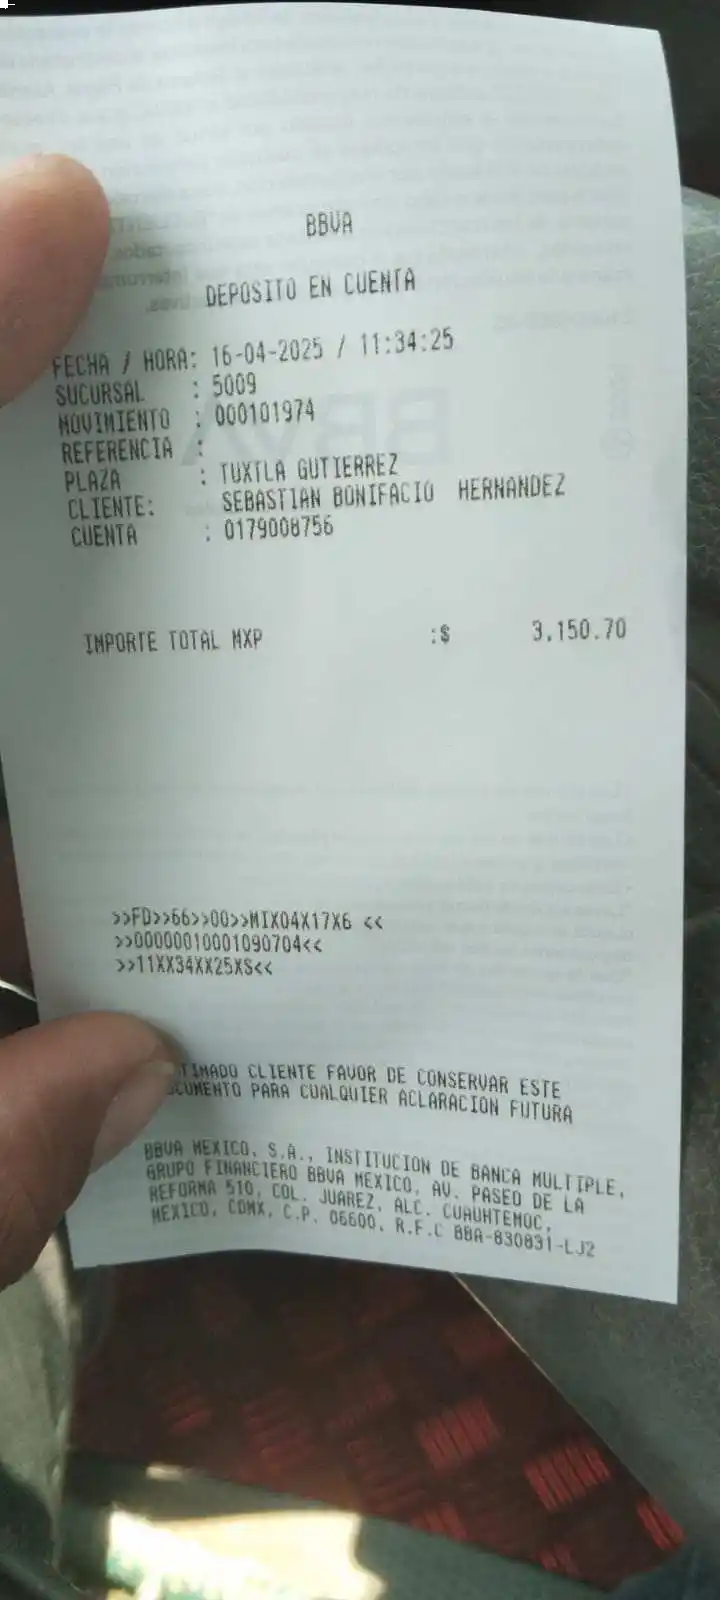 BBVA
DEPOSITO EN CUENTA
FECHA / HORA: 16-04-2025 / 11:34:25
SUCURSAL : 5009
MOVIMIENTO : 000101974
REFERENCIA :
PLAZA : TUXTLA GUTIERREZ
CLIENTE: SEBASTIAN BONIFACIO HERNANDEZ
CUENTA : 0179008756
IMPORTE TOTAL MXP :$ 3,150.70
>>FD>>66>>00>>MIX04X17X6 <<
>>00000010001090704<<
>>11XX34XX25XS<<
TIMADO CLIENTE FAVOR DE CONSERVAR ESTE
CUMENTO PARA CUALQUIER ACLARACION FUTURA
BBVA MEXICO, S.A., INSTITUCION DE BANCA MULTIPLE,
GRUPO FINANCIERO BBVA MEXICO, AV. PASEO DE LA
REFORMA 510, COL. JUAREZ, ALC. CUAUHTEMOC,
MEXICO, CDMX, C.P. 06600, R.F.C BBA-830831-LJ2